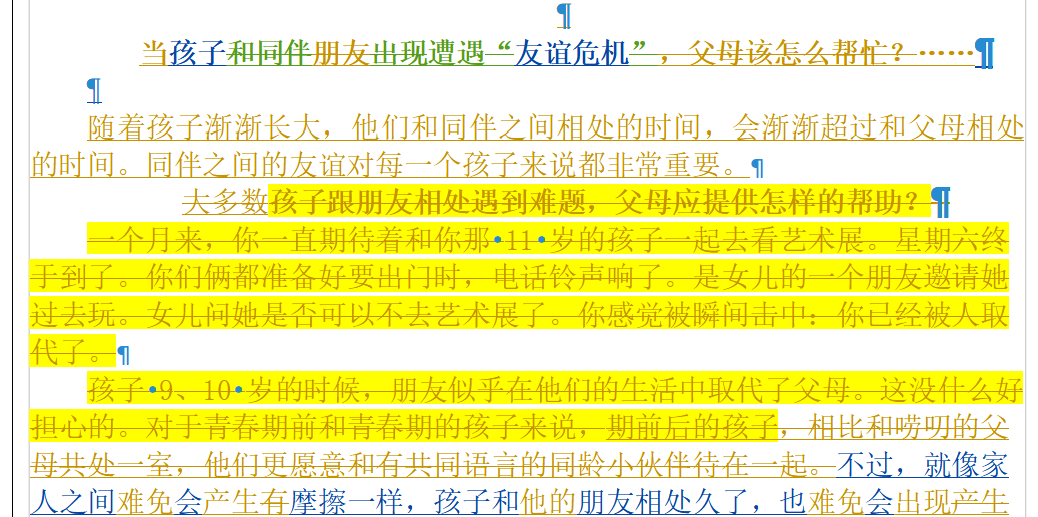 当孩子和同伴朋友出现遭遇“友谊危机”，父母该怎么帮忙？……
随着孩子渐渐长大，他们和同伴之间相处的时间，会渐渐超过和父母相处
的时间。同伴之间的友谊对每一个孩子来说都非常重要。
大多数孩子跟朋友相处遇到难题，父母应提供怎样的帮助？
一个月来，你一直期待着和你那·11·岁的孩子一起去看艺术展。星期六终
于到了。你们俩都准备好要出门时，电话铃声响了。是女儿的一个朋友邀请她
过去玩。女儿问她是否可以不去艺术展了。你感觉被瞬间击中：你已经被人取
代了。
孩子·9、10·岁的时候，朋友似乎在他们的生活中取代了父母。这没什么好
担心的。对于青春期前和青春期的孩子来说，期前后的孩子，相比和唠叨的父
母共处一室，他们更愿意和有共同语言的同龄小伙伴待在一起。不过，就像家
人之间难免会产生有摩擦一样，孩子和他的朋友相处久了，也难免会出现产生